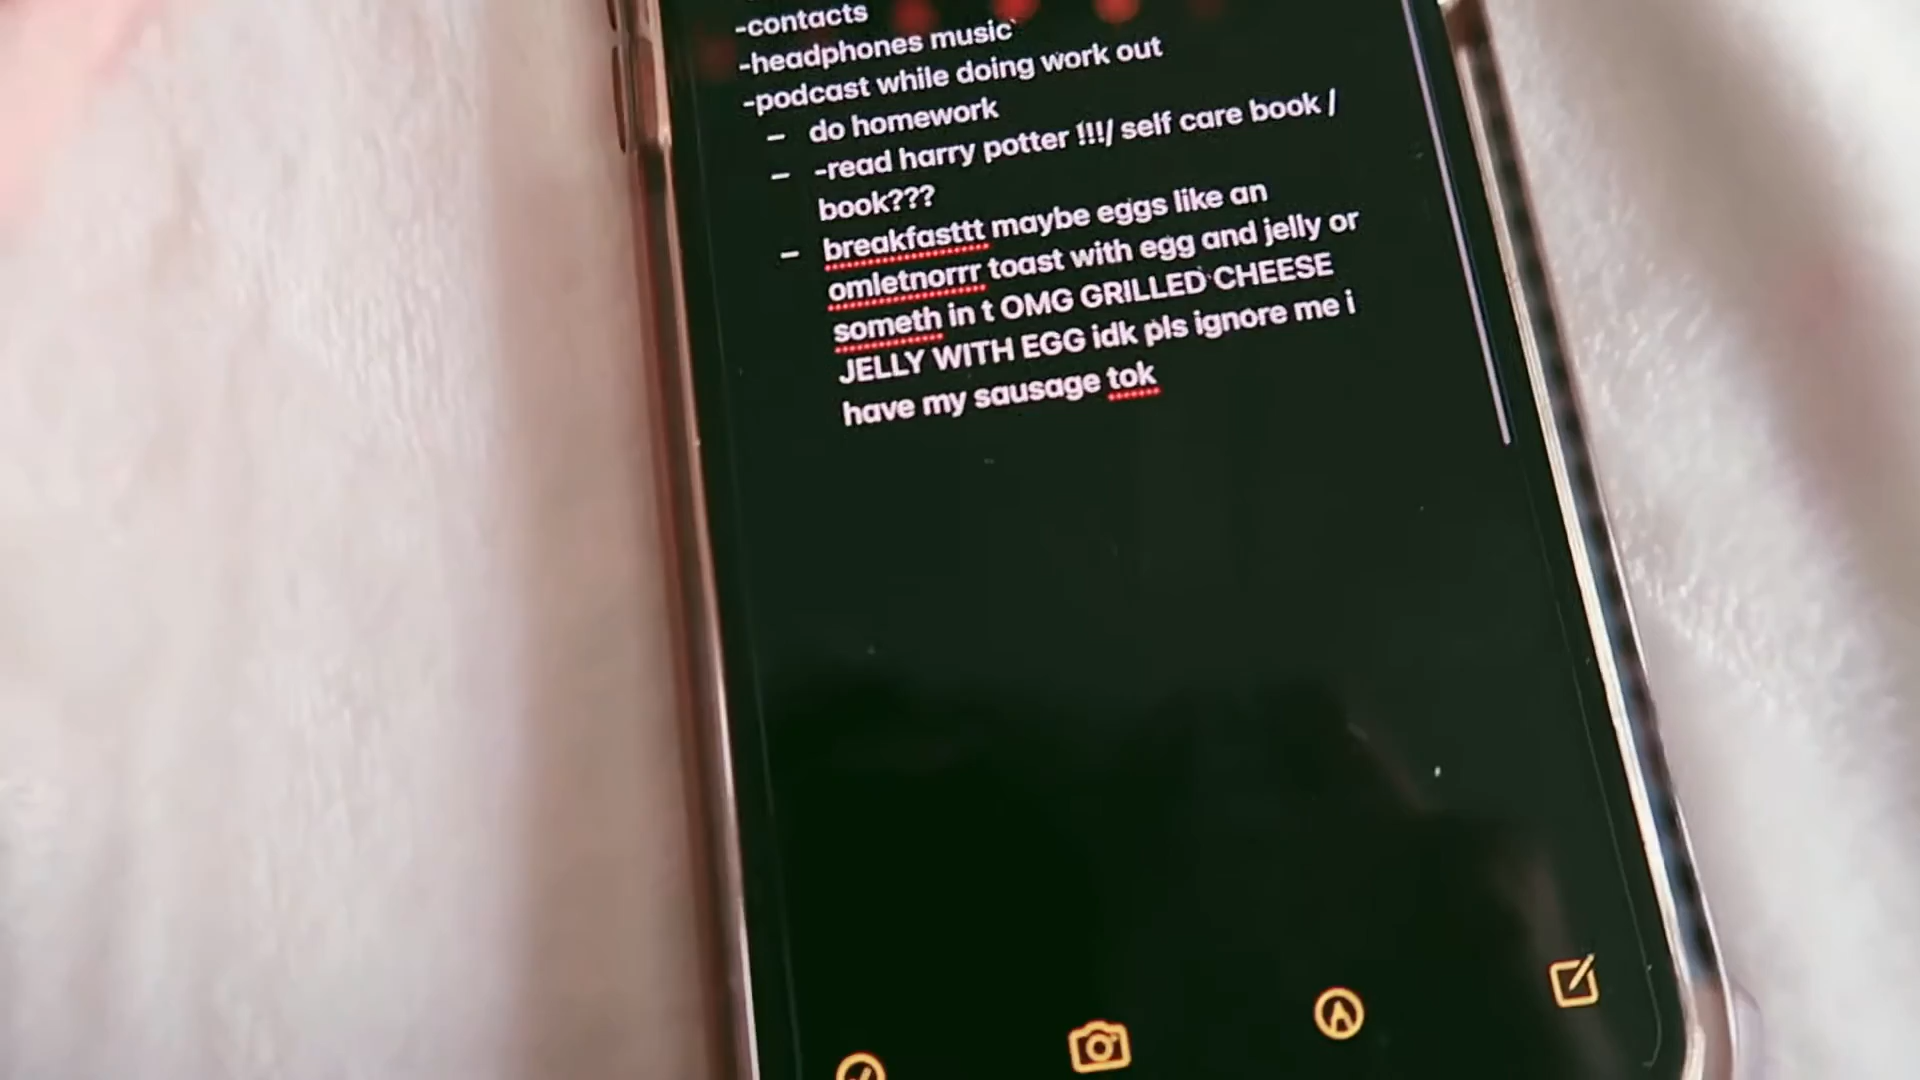 -contacts
-headphones music`
-podcast while doing work out
– do homework
– -read harry potter !!!/ self care book /
book???
– breakfasttt maybe eggs like an
omletnorrr toast with egg and jelly or
someth in t OMG GRILLED CHEESE
JELLY WITH EGG idk pls ignore me i
have my sausage tok